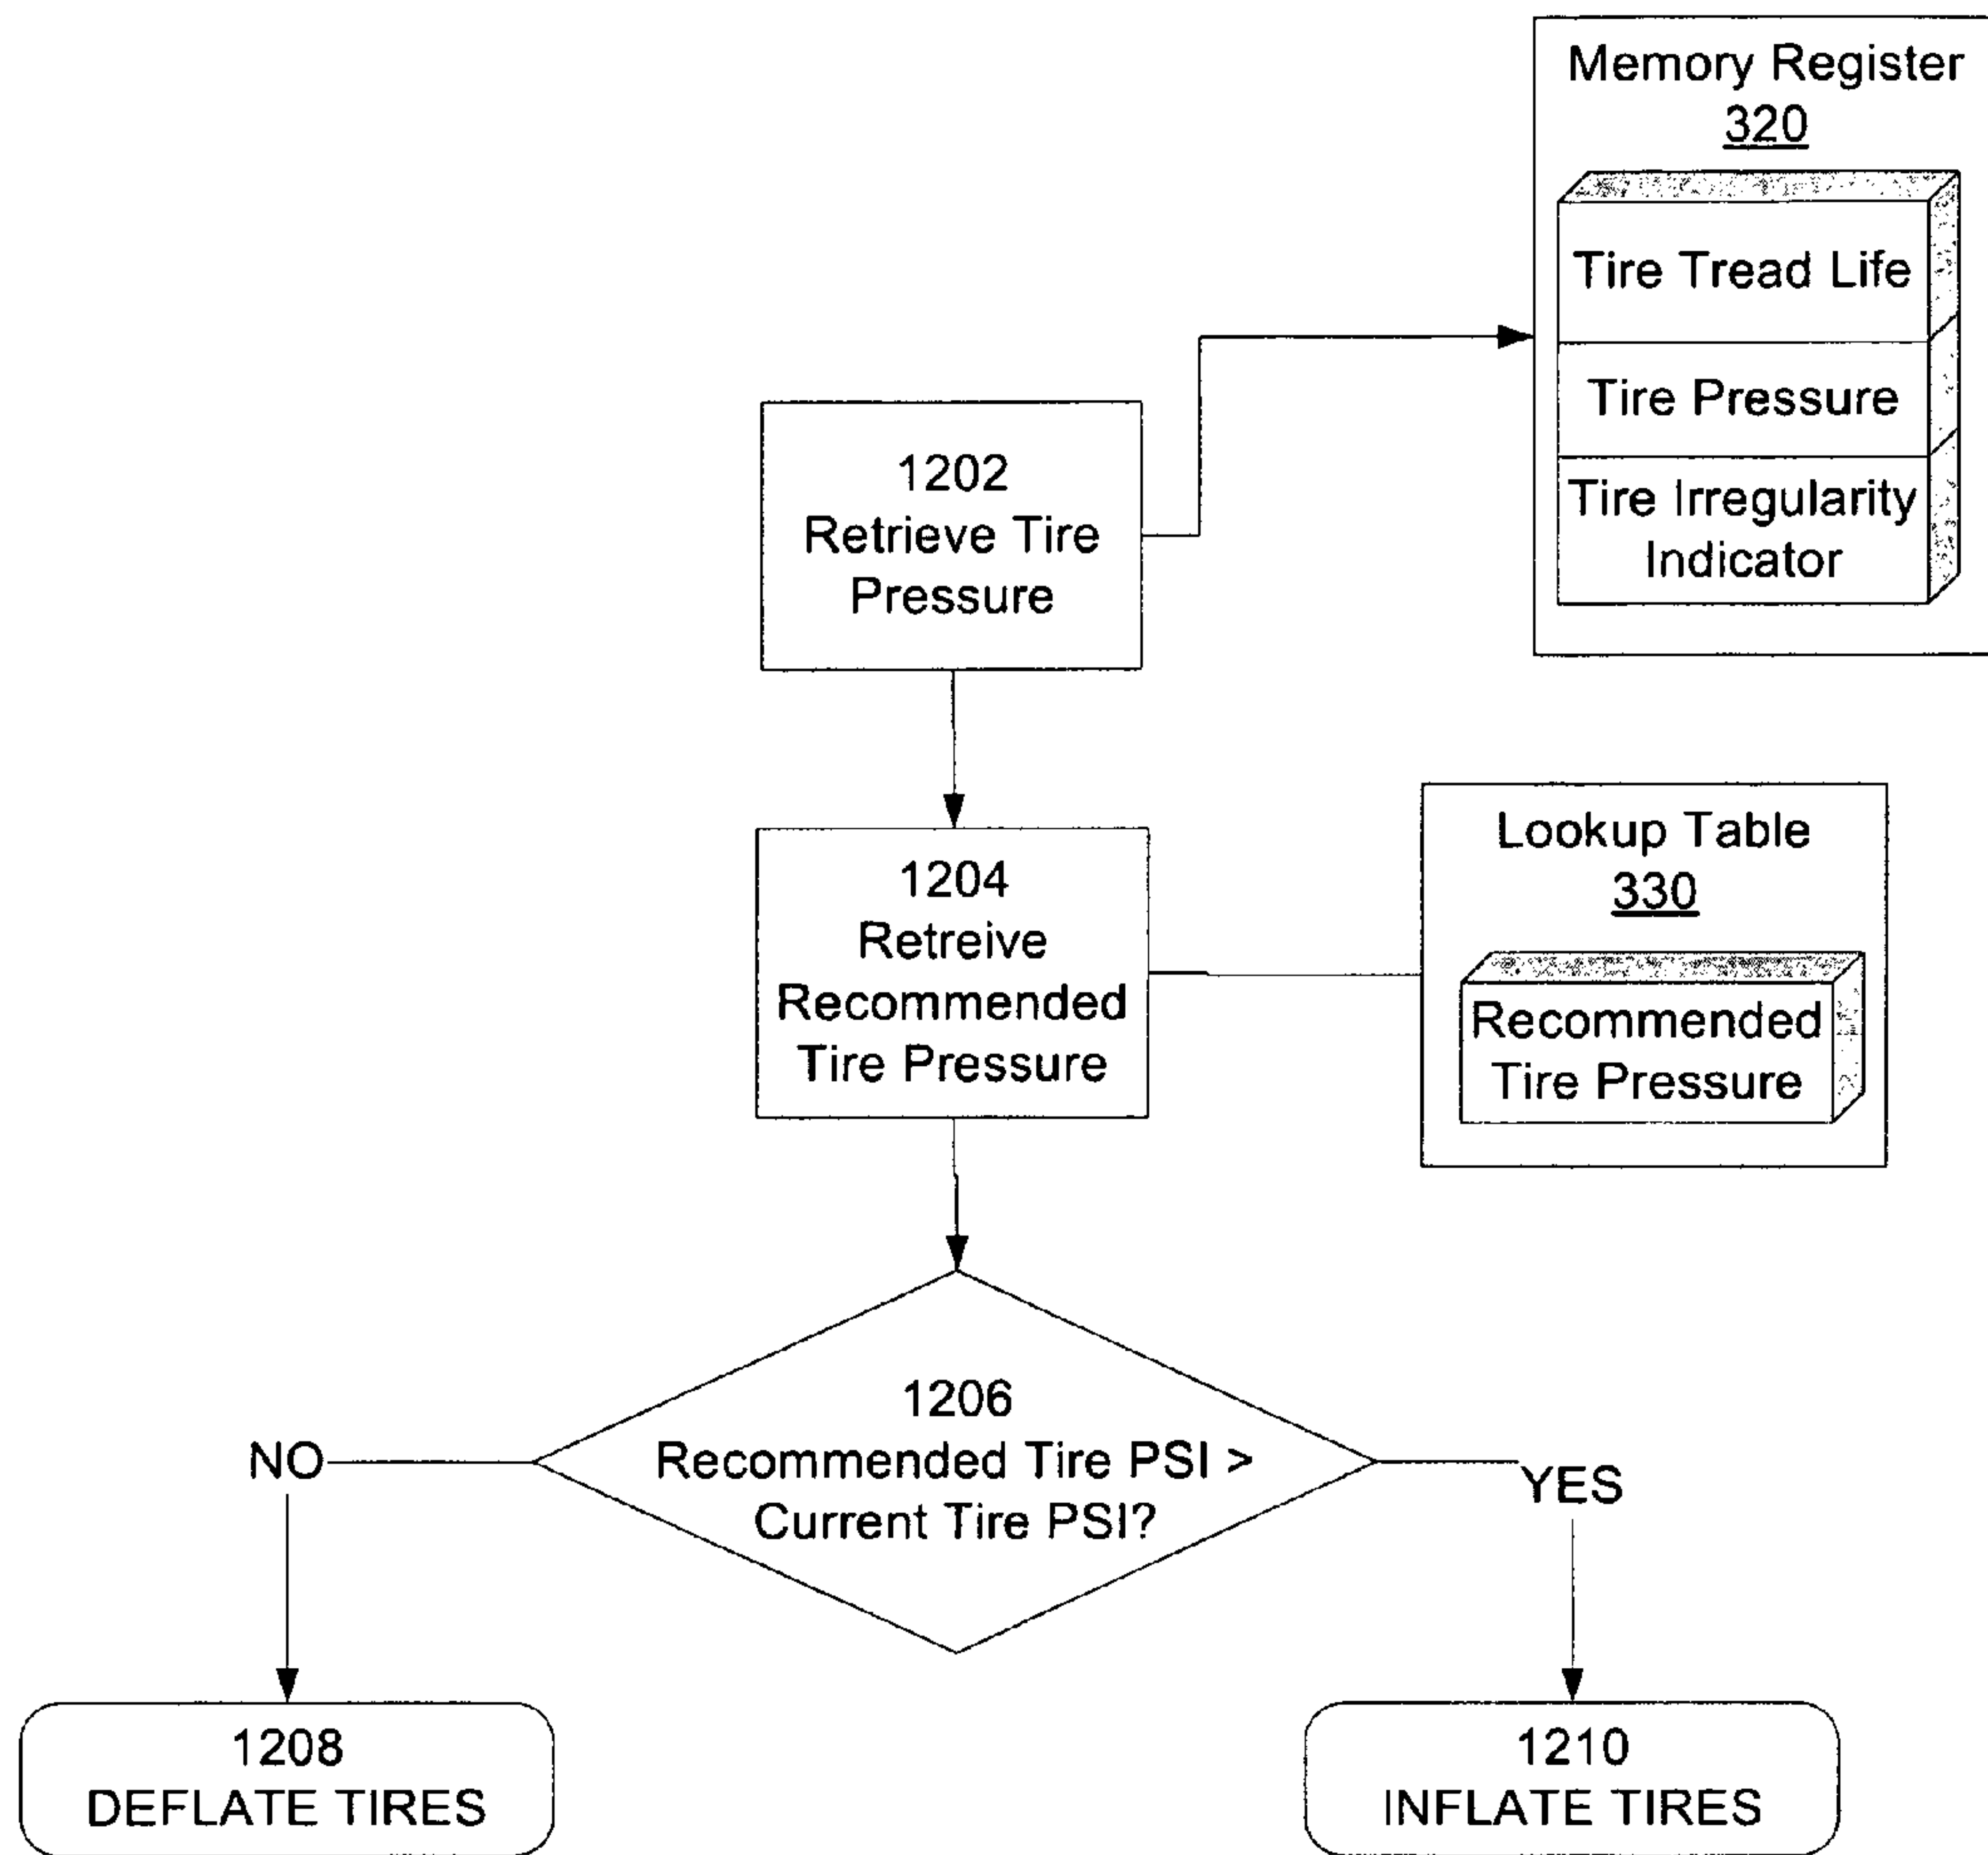 Memory Register
320
Tire Tread Life
Tire Pressure
Tire Irregularity
Indicator
1202
Retrieve Tire
Pressure
1204
Retreive
Recommended
Tire Pressure
Lookup Table
330
Recommended
Tire Pressure
1206
Recommended Tire PSI >
Current Tire PSI?
NO
YES
1208
DEFLATE TIRES
1210
INFLATE TIRES